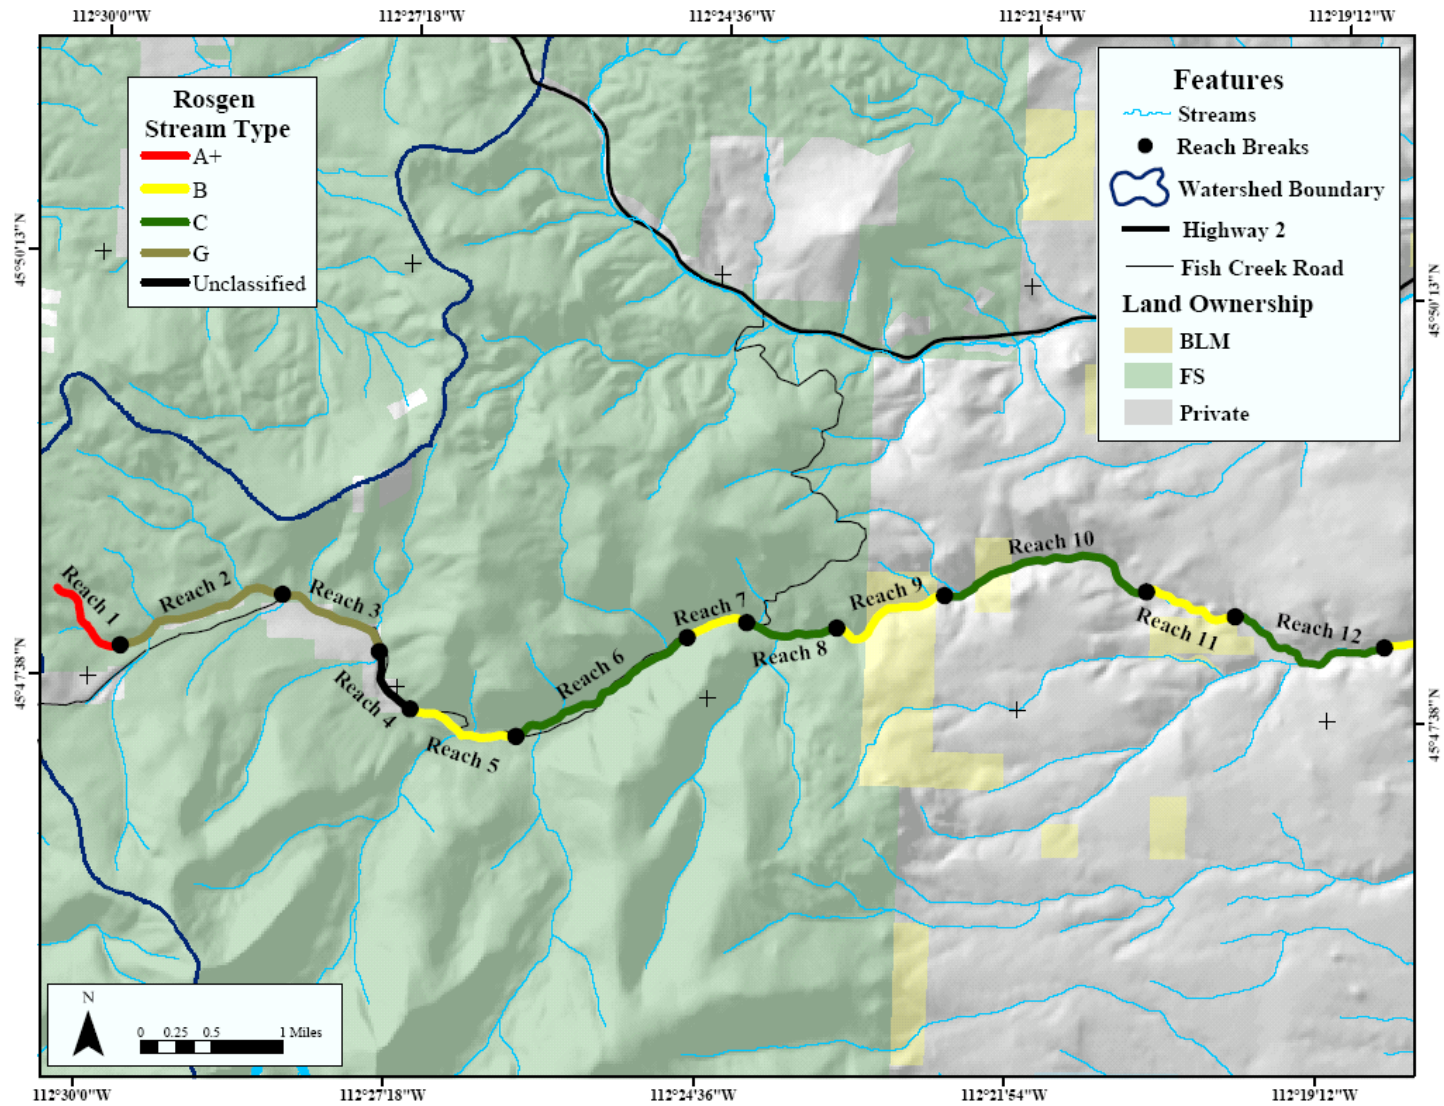 112°30'0"W 112°27'18"W 112°24'36"W 112°21'54"W 112°19'12"W
Rosgen
Stream Type
A+
B
C
G
Unclassified
Features
Streams
Reach Breaks
Watershed Boundary
Highway 2
Fish Creek Road
Land Ownership
BLM
FS
Private
45°50'13"N
45°50'13"N
Reach 1
Reach 2
Reach 3
Reach 4
Reach 5
Reach 6
Reach 7
Reach 8
Reach 9
Reach 10
Reach 11
Reach 12
45°47'38"N
45°47'38"N
N
0 0.25 0.5 1 Miles
112°30'0"W 112°27'18"W 112°24'36"W 112°21'54"W 112°19'12"W